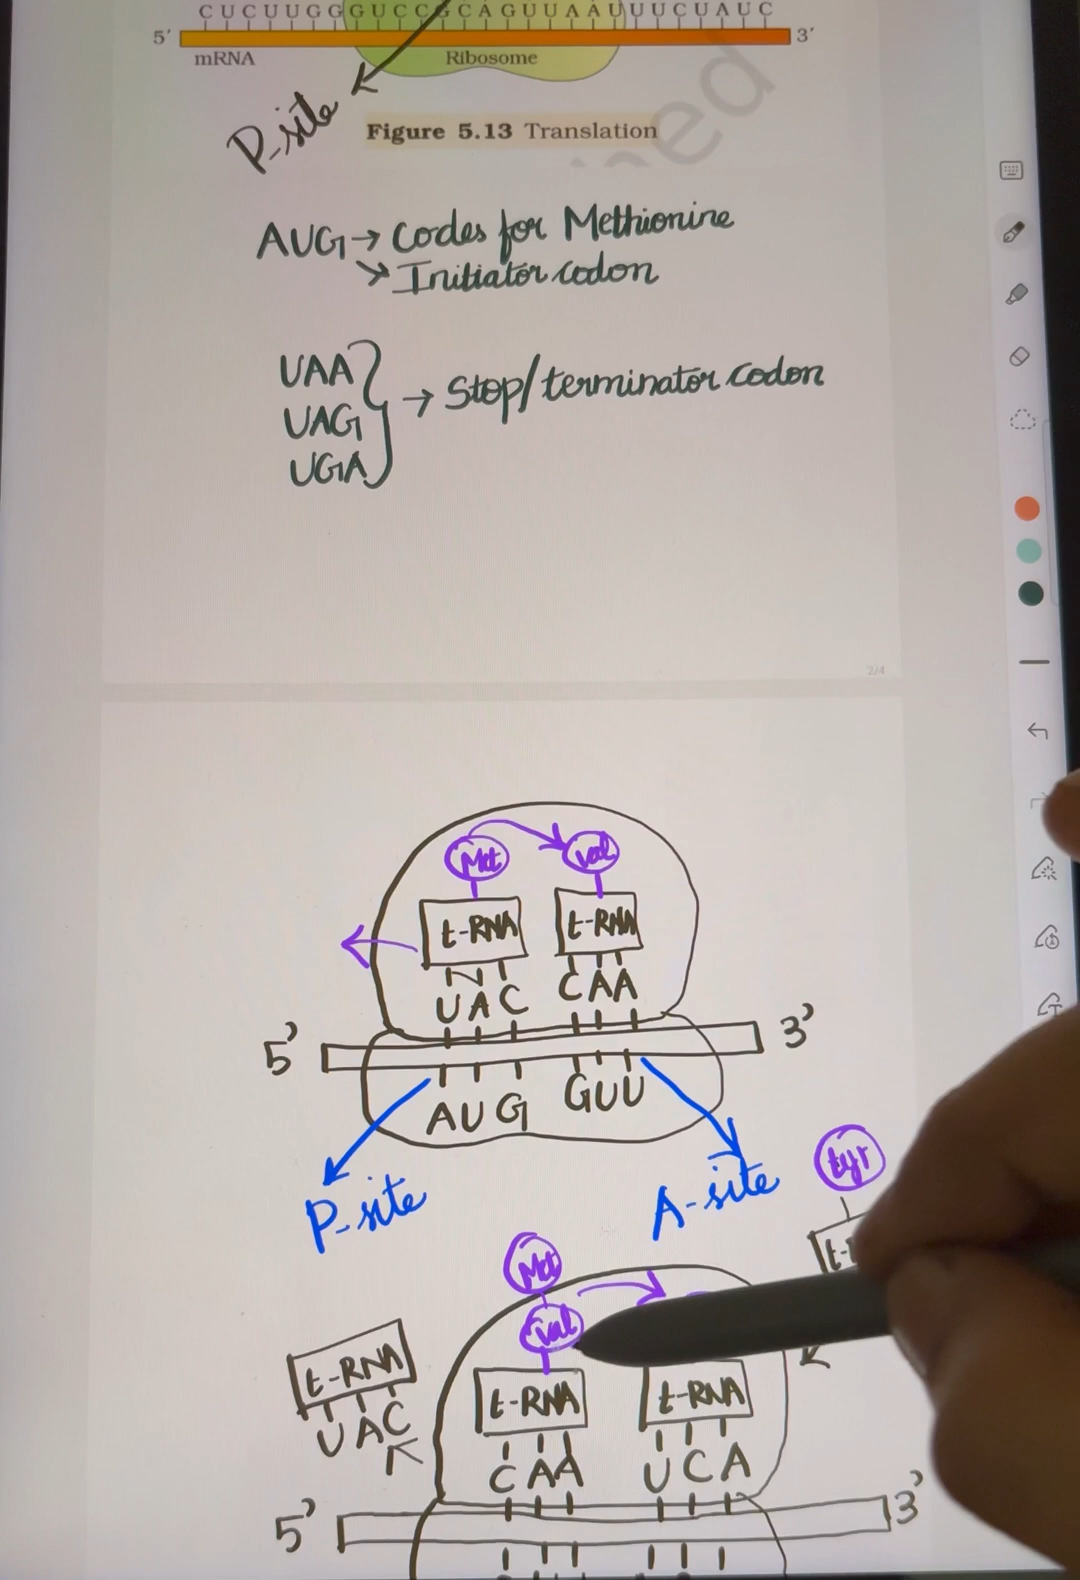 CUCUUGGGUCCGCAGUUAAUUUCUAUC
5' 3'
mRNA Ribosome
P-site
Figure 5.13 Translation
AUG → Codes for Methionine
→ Initiator codon
UAA
UAG → Stop/terminator codon
UGA
2/4
Met val
t-RNA t-RNA
UAC CAA
5' 3'
AUG GUU
P-site A-site
tyr
Met
val
t-RNA t-RNA t-RNA
UAC CAA UCA
5' 3'